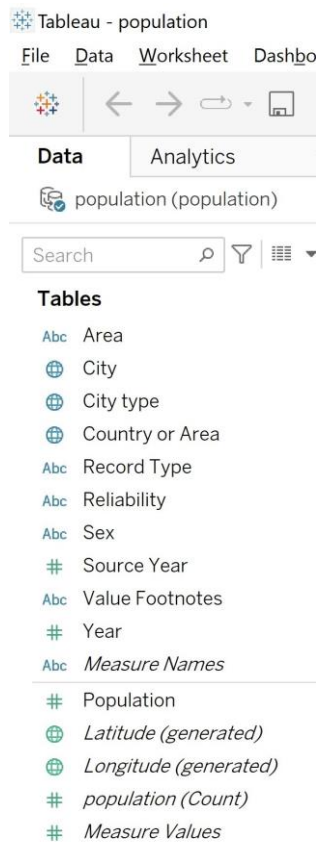 Tableau - population
File Data Worksheet Dashbo
Data Analytics
population (population)
Search
Tables
Abc Area
City
City type
Country or Area
Abc Record Type
Abc Reliability
Abc Sex
# Source Year
Abc Value Footnotes
# Year
Abc Measure Names
# Population
Latitude (generated)
Longitude (generated)
# population (Count)
# Measure Values